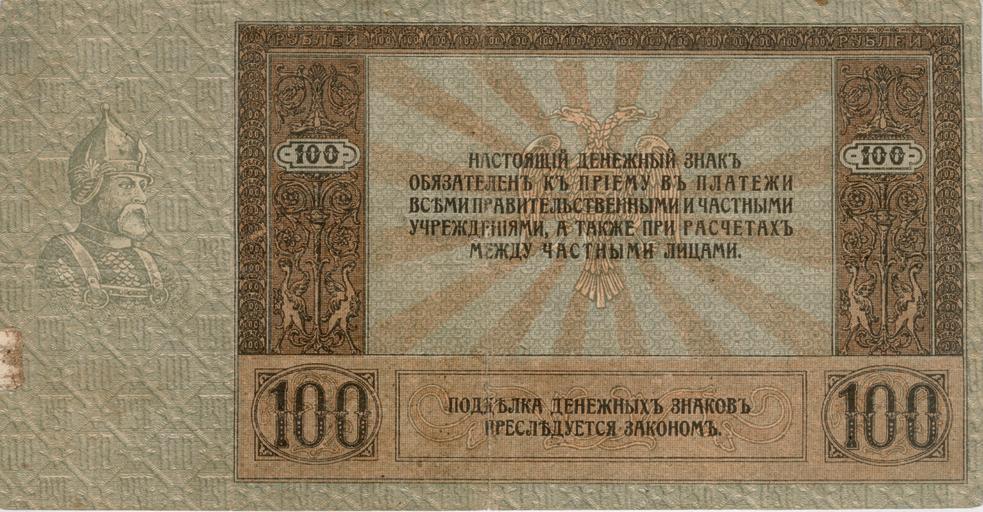 РУБЛЕЙ РУБЛЕЙ
100 100
НАСТОЯЩІЙ ДЕНЕЖНЫЙ ЗНАКЪ
ОБЯЗАТЕЛЕНЪ КЪ ПРІЕМУ ВЪ ПЛАТЕЖИ
ВСѢМИ ПРАВИТЕЛЬСТВЕННЫМИ И ЧАСТНЫМИ
УЧРЕЖДЕНІЯМИ, А ТАКЖЕ ПРИ РАСЧЕТАХЪ
МЕЖДУ ЧАСТНЫМИ ЛИЦАМИ.
100 100
ПОДДѢЛКА ДЕНЕЖНЫХЪ ЗНАКОВЪ
ПРЕСЛѢДУЕТСЯ ЗАКОНОМЪ.